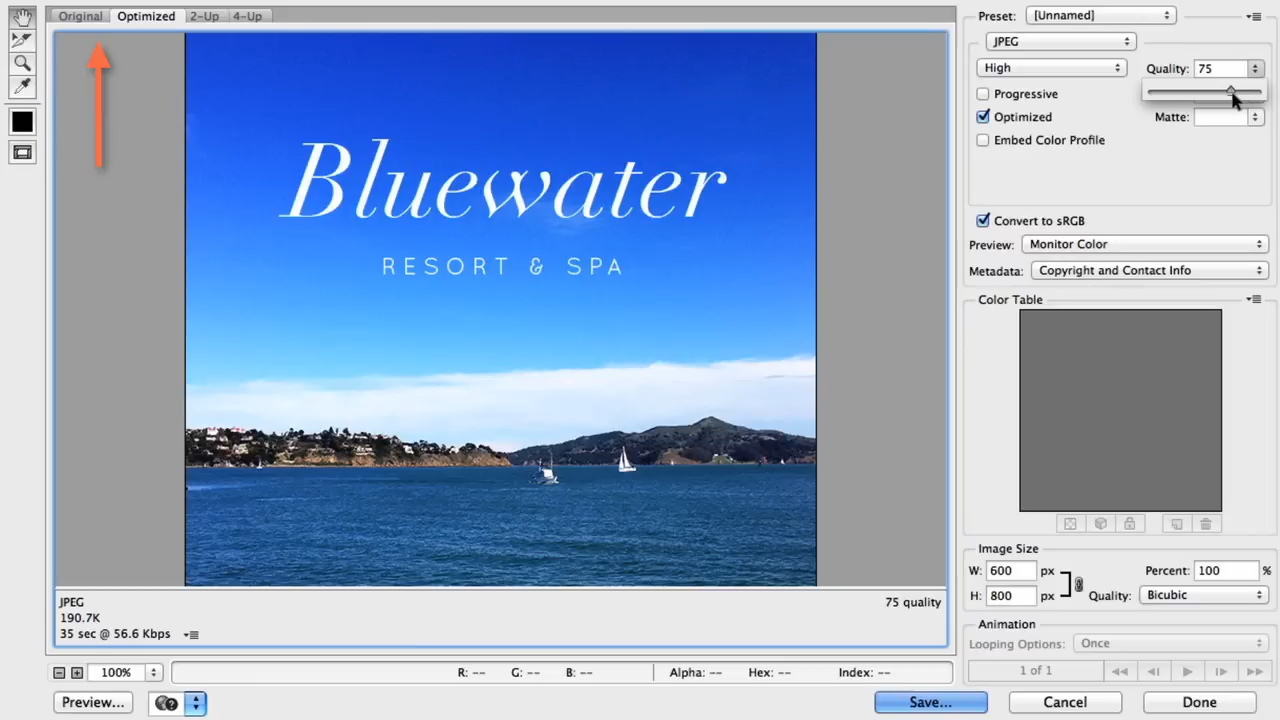 Original Optimized 2-Up 4-Up
Preset: [Unnamed]
JPEG
High Quality: 75
Progressive
Optimized Matte:
Embed Color Profile
Bluewater
RESORT & SPA
Convert to sRGB
Preview: Monitor Color
Metadata: Copyright and Contact Info
Color Table
Image Size
W: 600 px Percent: 100 %
H: 800 px Quality: Bicubic
JPEG 75 quality
190.7K
35 sec @ 56.6 Kbps
Animation
Looping Options: Once
1 of 1
100% R: -- G: -- B: -- Alpha: -- Hex: -- Index: --
Preview... ? Save... Cancel Done